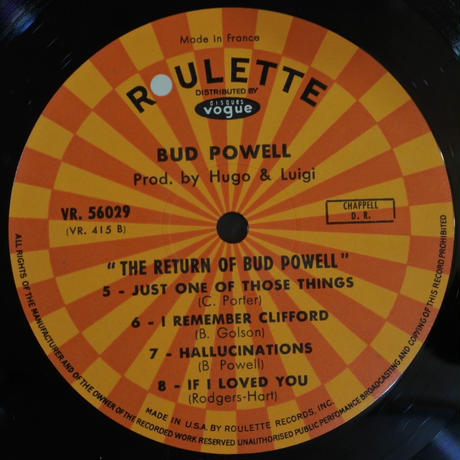 Made in France
ROULETTE
DISTRIBUTED BY
DISQUES
vogue
BUD POWELL
Prod. by Hugo & Luigi
VR. 56029
(VR. 415 B)
CHAPPELL
D. R.
"THE RETURN OF BUD POWELL"
5 - JUST ONE OF THOSE THINGS
(C. Porter)
6 - I REMEMBER CLIFFORD
(B. Golson)
7 - HALLUCINATIONS
(B. Powell)
8 - IF I LOVED YOU
(Rodgers-Hart)
MADE IN U.S.A. BY ROULETTE RECORDS, INC.
ALL RIGHTS OF THE MANUFACTURER AND OF THE OWNER OF THE RECORDED WORK RESERVED UNAUTHORISED PUBLIC PERFOMANCE BROADCASTING AND COPYING OF THIS RECORD PROHIBITED